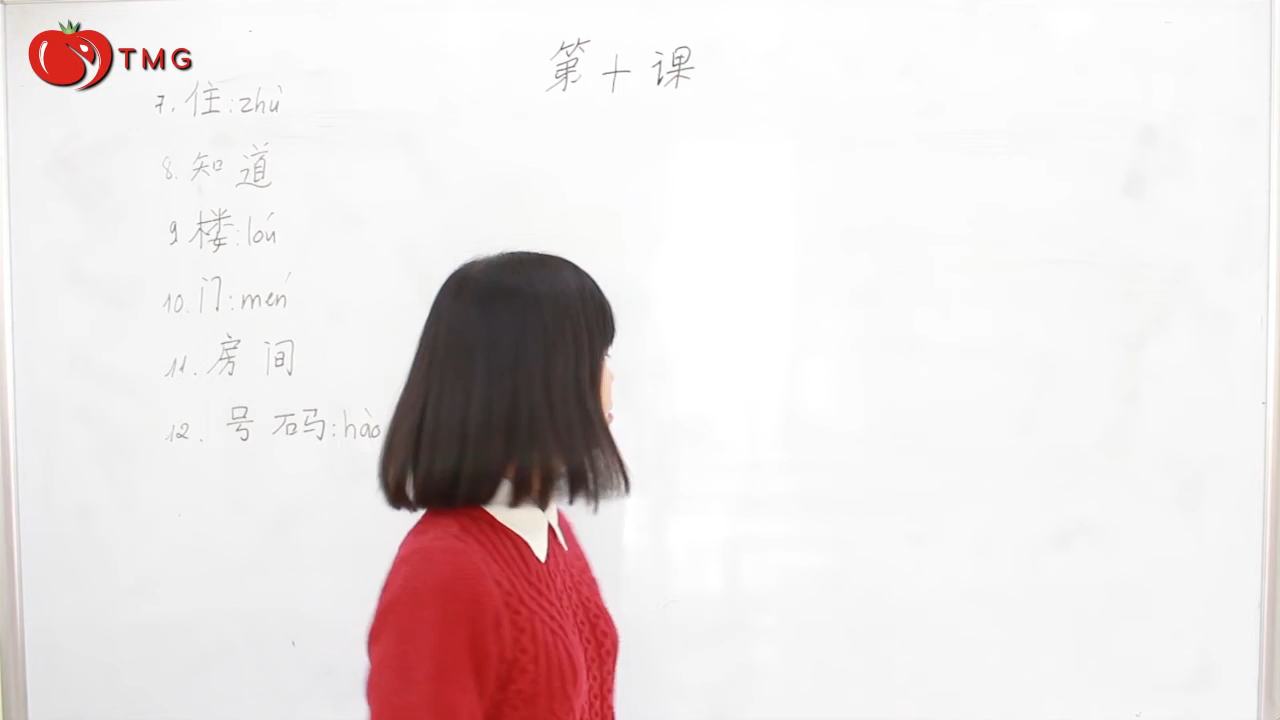 TMG
第十课
7. 住: zhù
8. 知道
9 楼: lóu
10. 门: mén
11. 房间
12. 号码: hào